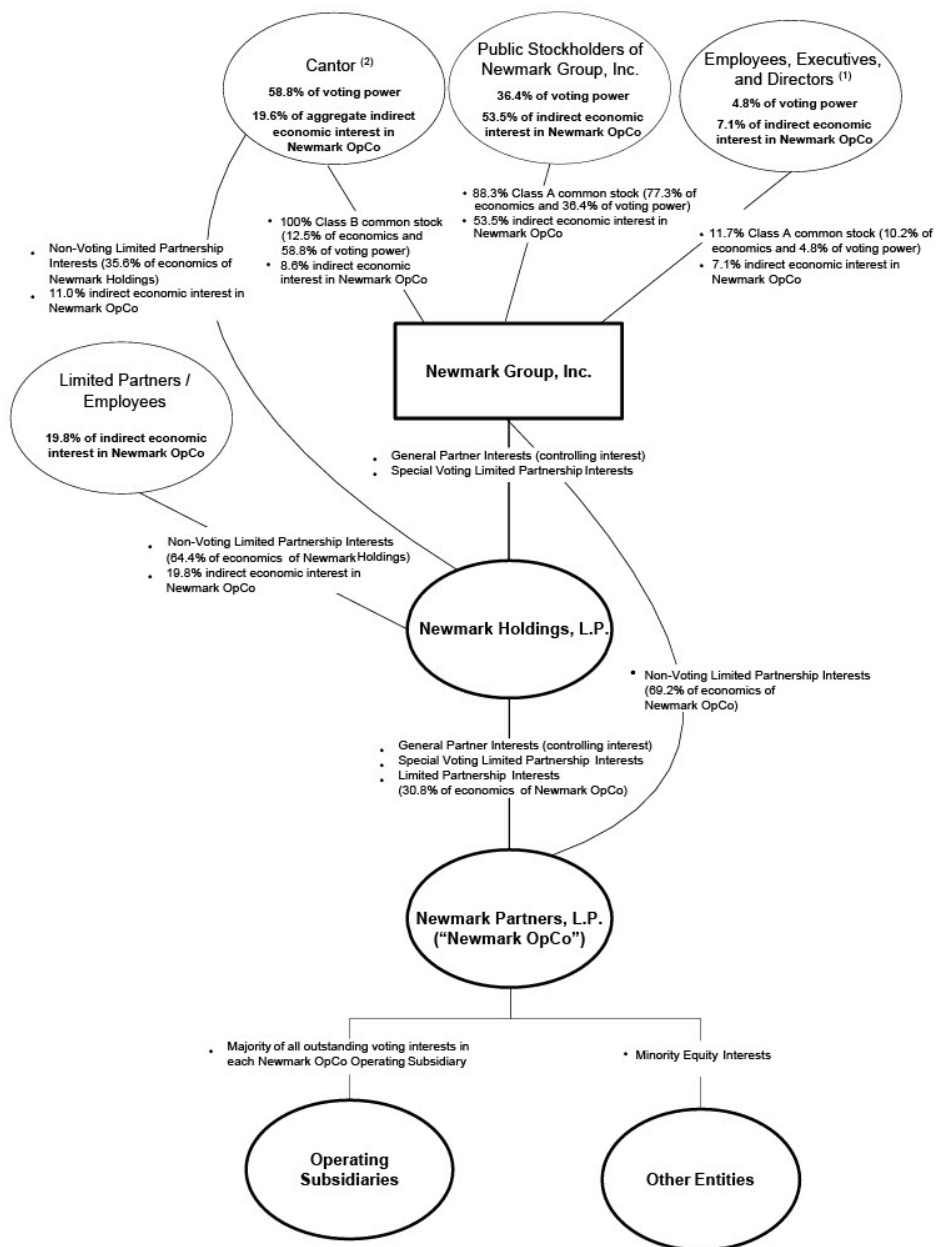 Cantor (2)
58.8% of voting power
19.6% of aggregate indirect
economic interest in
Newmark OpCo
Public Stockholders of
Newmark Group, Inc.
36.4% of voting power
53.5% of indirect economic
interest in Newmark OpCo
Employees, Executives,
and Directors (1)
4.8% of voting power
7.1% of indirect economic
interest in Newmark OpCo
• Non-Voting Limited Partnership
Interests (35.6% of economics of
Newmark Holdings)
• 11.0% indirect economic interest in
Newmark OpCo
• 100% Class B common stock
(12.5% of economics and
58.8% of voting power)
• 8.6% indirect economic
interest in Newmark OpCo
• 88.3% Class A common stock (77.3% of
economics and 36.4% of voting power)
• 53.5% indirect economic interest in
Newmark OpCo
• 11.7% Class A common stock (10.2% of
economics and 4.8% of voting power)
• 7.1% indirect economic interest in
Newmark OpCo
Newmark Group, Inc.
Limited Partners /
Employees
19.8% of indirect economic
interest in Newmark OpCo
• General Partner Interests (controlling interest)
• Special Voting Limited Partnership Interests
• Non-Voting Limited Partnership Interests
(64.4% of economics of Newmark Holdings)
• 19.8% indirect economic interest in
Newmark OpCo
Newmark Holdings, L.P.
• Non-Voting Limited Partnership Interests
(69.2% of economics of
Newmark OpCo)
• General Partner Interests (controlling interest)
• Special Voting Limited Partnership Interests
• Limited Partnership Interests
(30.8% of economics of Newmark OpCo)
Newmark Partners, L.P.
(“Newmark OpCo”)
• Majority of all outstanding voting interests in
each Newmark OpCo Operating Subsidiary
• Minority Equity Interests
Operating
Subsidiaries
Other Entities